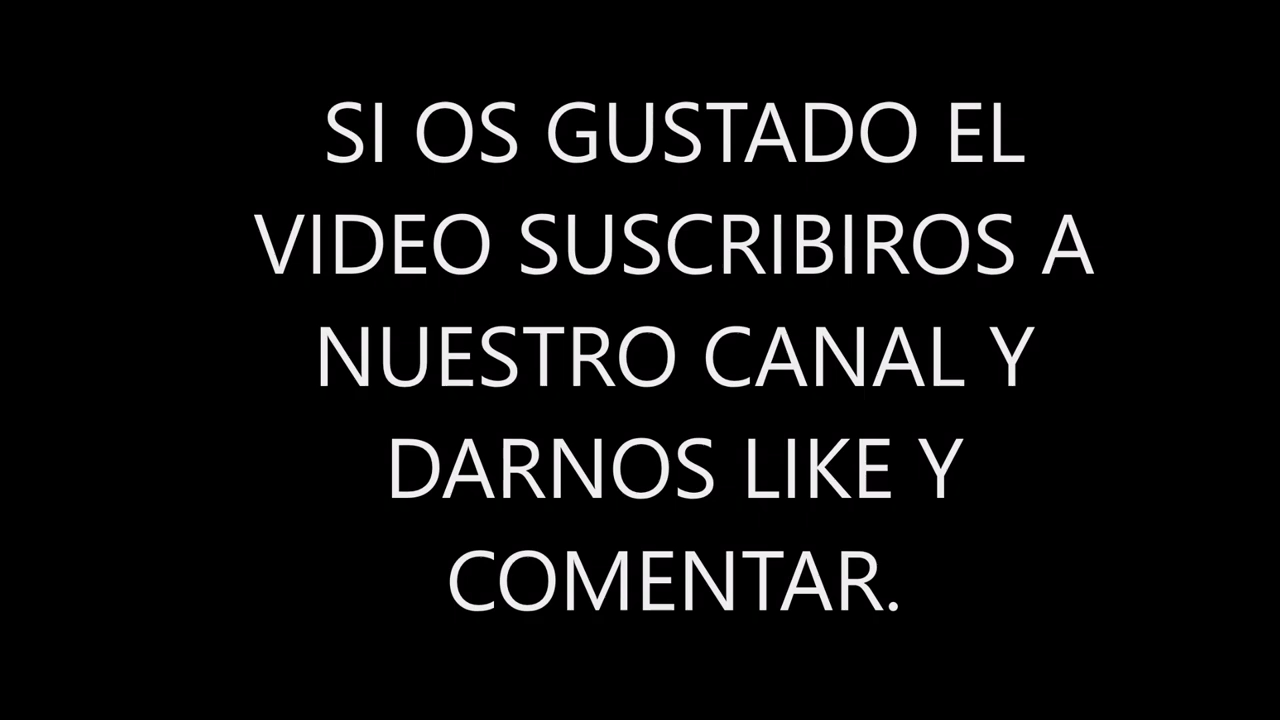 SI OS GUSTADO EL
VIDEO SUSCRIBIROS A
NUESTRO CANAL Y
DARNOS LIKE Y
COMENTAR.